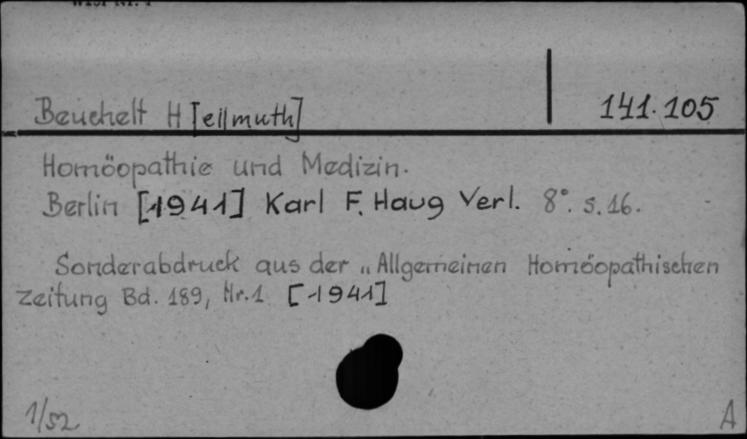 Beuchelt H[ellmuth] 141.105
Homöopathie und Medizin.
Berlin [1941] Karl F. Haug Verl. 8°. S. 16.
Sonderabdruck aus der „Allgemeinen Homöopathischen
Zeitung Bd. 189, Nr. 1 [1941]
1/52 A